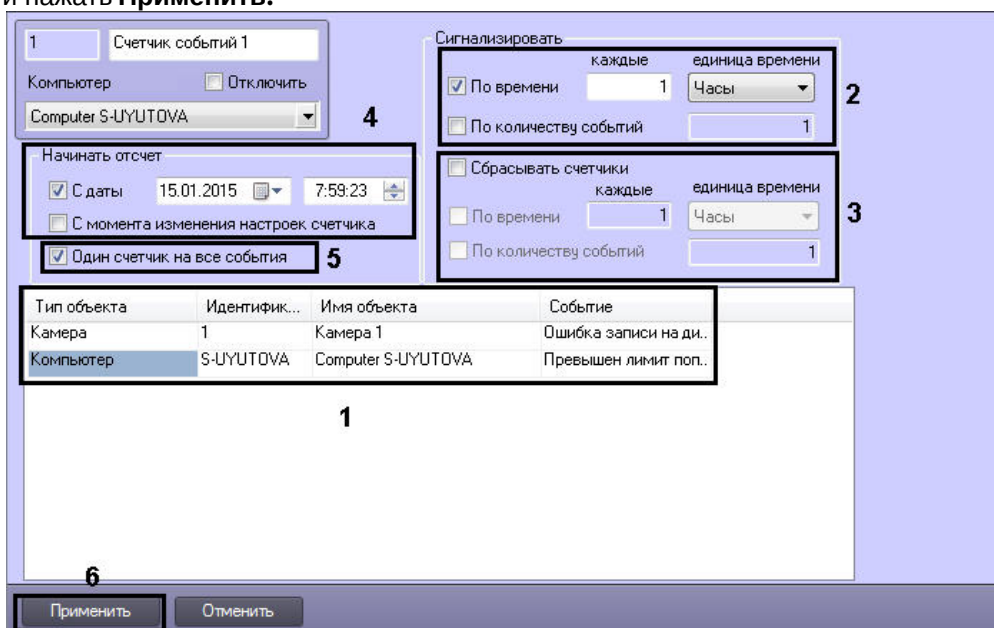 и нажать Применить.
1 Счетчик событий 1
Компьютер Отключить
Computer S-UYUTOVA
4
Начинать отсчет
С даты 15.01.2015 7:59:23
С момента изменения настроек счетчика
Один счетчик на все события 5
Сигнализировать
каждые единица времени
По времени 1 Часы
2
По количеству событий 1
Сбрасывать счетчики
каждые единица времени
По времени 1 Часы
3
По количеству событий 1
Тип объекта Идентифик... Имя объекта Событие
Камера 1 Камера 1 Ошибка записи на ди..
Компьютер S-UYUTOVA Computer S-UYUTOVA Превышен лимит поп..
1
6
Применить Отменить